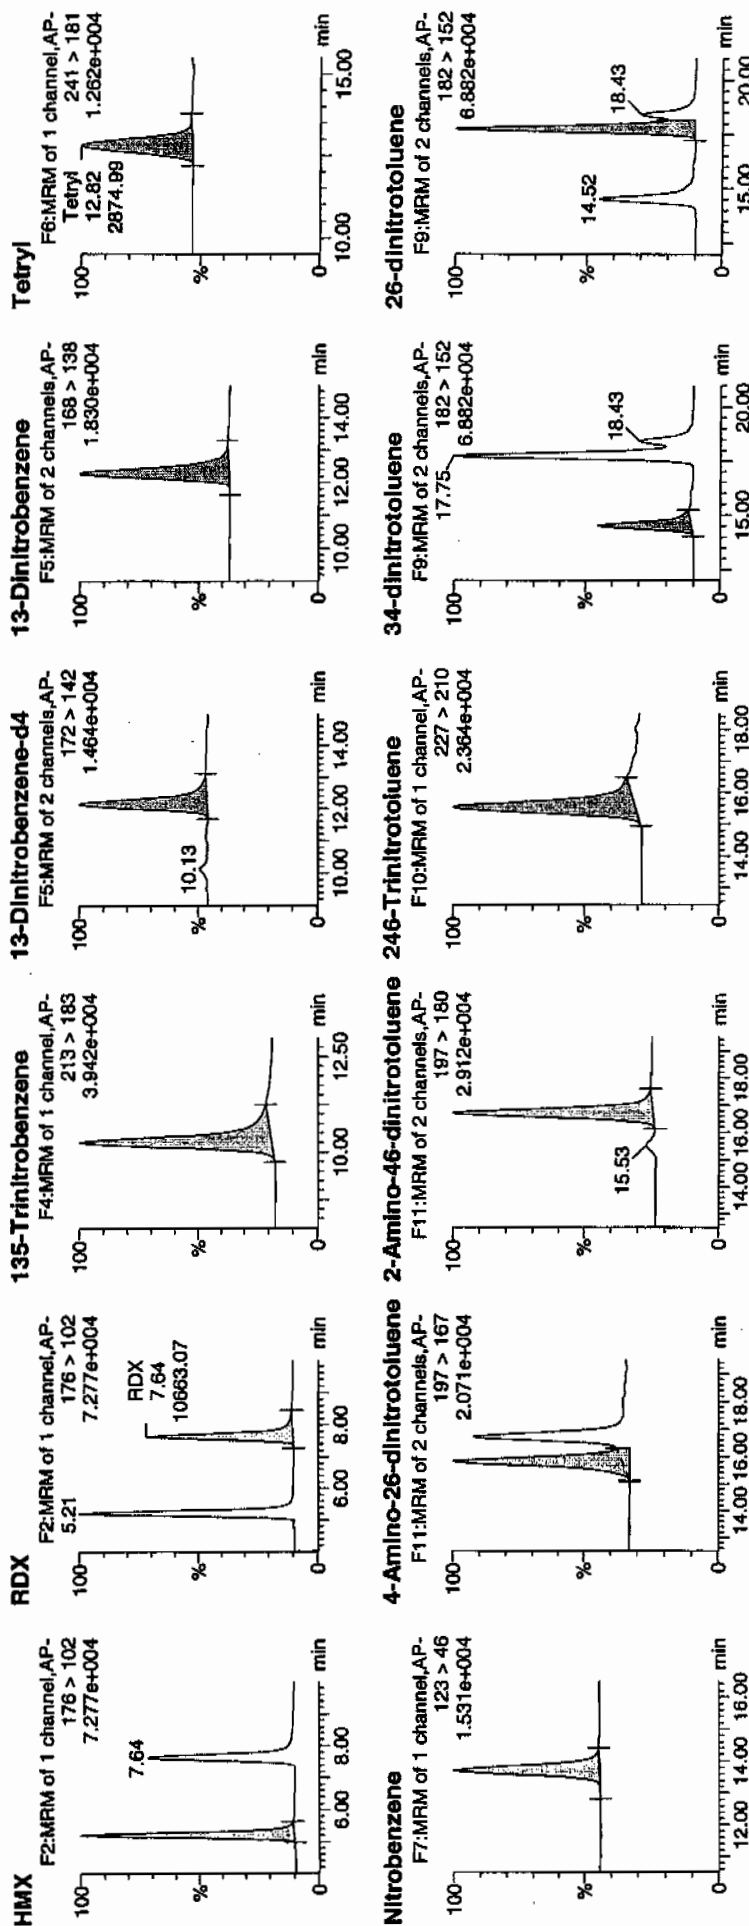 HMX
F2:MRM of 1 channel,AP-
176 > 102
7.277e+004
100
7.64
%
0
6.00 8.00 min
RDX
F2:MRM of 1 channel,AP-
176 > 102
7.277e+004
100
5.21
RDX
7.64
10663.07
%
0
6.00 8.00 min
135-Trinitrobenzene
F4:MRM of 1 channel,AP-
213 > 183
3.942e+004
100
%
0
10.00 12.50 min
13-Dinitrobenzene-d4
F5:MRM of 2 channels,AP-
172 > 142
1.464e+004
100
10.13
%
0
10.00 12.00 14.00 min
13-Dinitrobenzene
F5:MRM of 2 channels,AP-
168 > 138
1.830e+004
100
%
0
10.00 12.00 14.00 min
Tetryl
F6:MRM of 1 channel,AP-
241 > 181
1.262e+004
100
Tetryl
12.82
2874.99
%
0
10.00 15.00 min
Nitrobenzene
F7:MRM of 1 channel,AP-
123 > 46
1.531e+004
100
%
0
12.00 14.00 16.00 min
4-Amino-26-dinitrotoluene
F11:MRM of 2 channels,AP-
197 > 167
2.071e+004
100
%
0
14.00 16.00 18.00 min
2-Amino-46-dinitrotoluene
F11:MRM of 2 channels,AP-
197 > 180
2.912e+004
100
15.53
%
0
14.00 16.00 18.00 min
246-Trinitrotoluene
F10:MRM of 1 channel,AP-
227 > 210
2.364e+004
100
%
0
14.00 16.00 18.00 min
34-dinitrotoluene
F9:MRM of 2 channels,AP-
182 > 152
6.882e+004
100
17.75
18.43
%
0
15.00 20.00 min
26-dinitrotoluene
F9:MRM of 2 channels,AP-
182 > 152
6.882e+004
100
14.52
18.43
%
0
15.00 20.00 min